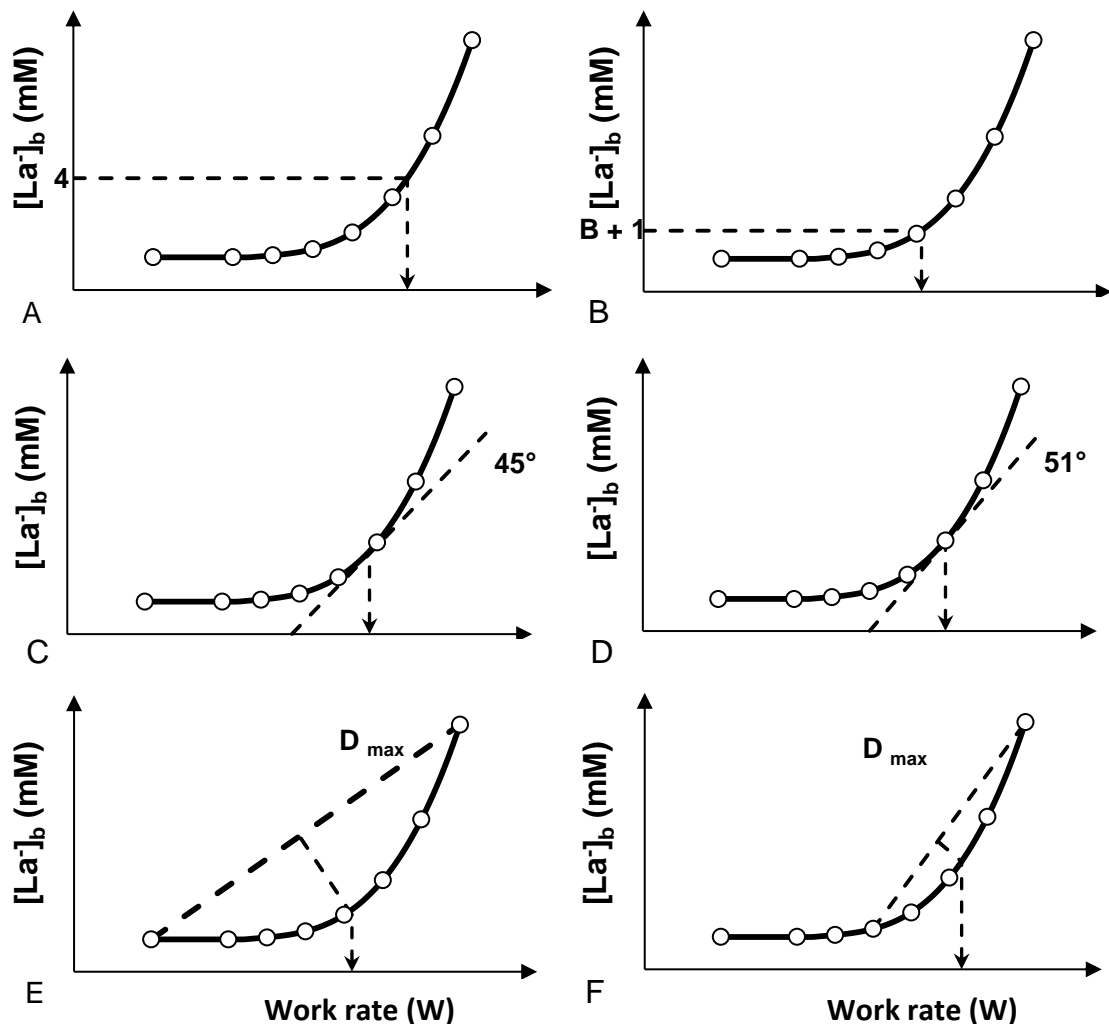 [La⁻]b (mM)
4
A
[La⁻]b (mM)
B + 1
B
[La⁻]b (mM)
45°
C
[La⁻]b (mM)
51°
D
[La⁻]b (mM)
D max
E
Work rate (W)
[La⁻]b (mM)
D max
F
Work rate (W)